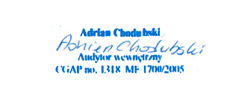 Adrian Chodubski
Adrian Chodubski
Audytor wewnętrzny
CGAP no. 1318 MF 1700/2005